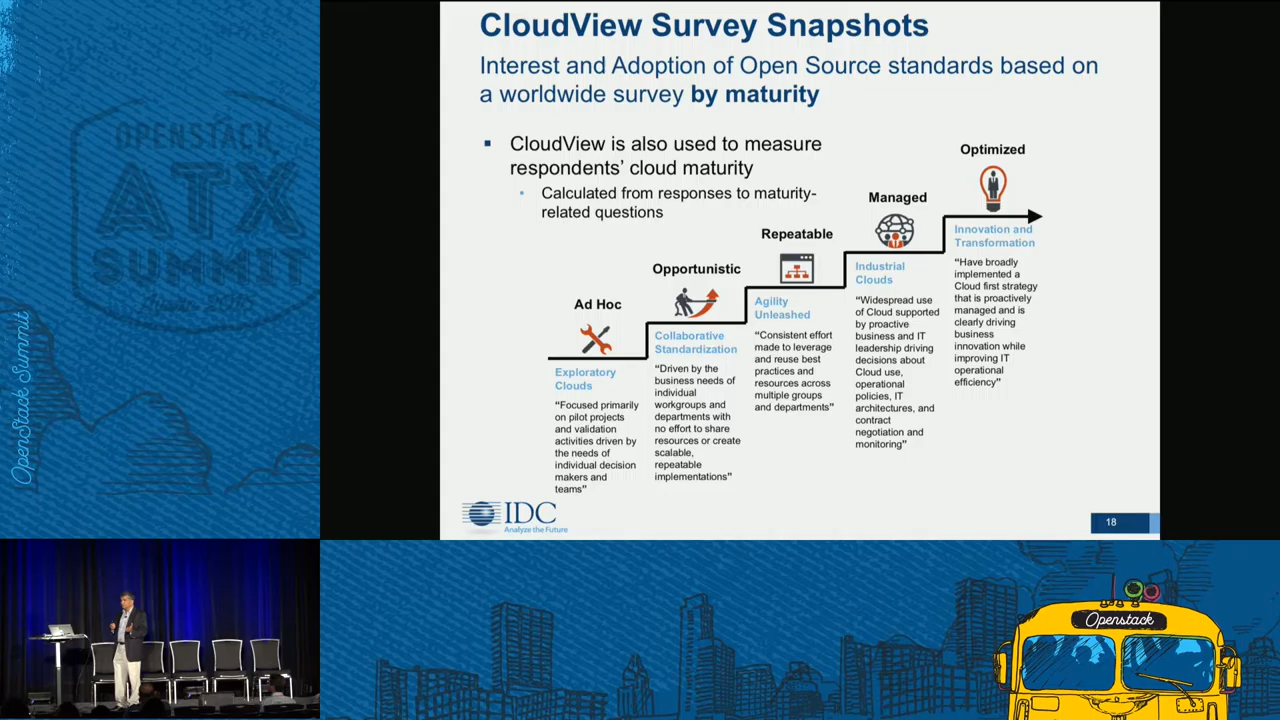 CloudView Survey Snapshots
Interest and Adoption of Open Source standards based on
a worldwide survey by maturity
▪ CloudView is also used to measure
respondents’ cloud maturity
• Calculated from responses to maturity-
related questions
Ad Hoc
Exploratory
Clouds
“Focused primarily
on pilot projects
and validation
activities driven by
the needs of
individual decision
makers and
teams”
Opportunistic
Collaborative
Standardization
“Driven by the
business needs of
individual
workgroups and
departments with
no effort to share
resources or create
scalable,
repeatable
implementations”
Repeatable
Agility
Unleashed
“Consistent effort
made to leverage
and reuse best
practices and
resources across
multiple groups
and departments”
Managed
Industrial
Clouds
“Widespread use
of Cloud supported
by proactive
business and IT
leadership driving
decisions about
Cloud use,
operational
policies, IT
architectures, and
contract
negotiation and
monitoring”
Optimized
Innovation and
Transformation
“Have broadly
implemented a
Cloud first strategy
that is proactively
managed and is
clearly driving
business
innovation while
improving IT
operational
efficiency”
IDC
Analyze the Future
18
OPENSTACK
ATX
OpenStack Summit
Openstack